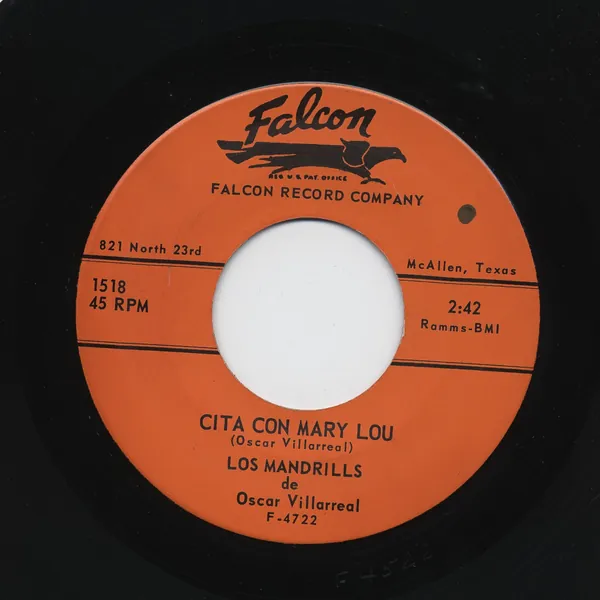 Falcon
REG U.S. PAT. OFFICE
FALCON RECORD COMPANY
821 North 23rd
McAllen, Texas
1518
45 RPM
2:42
Ramms-BMI
CITA CON MARY LOU
(Oscar Villarreal)
LOS MANDRILLS
de
Oscar Villarreal
F-4722